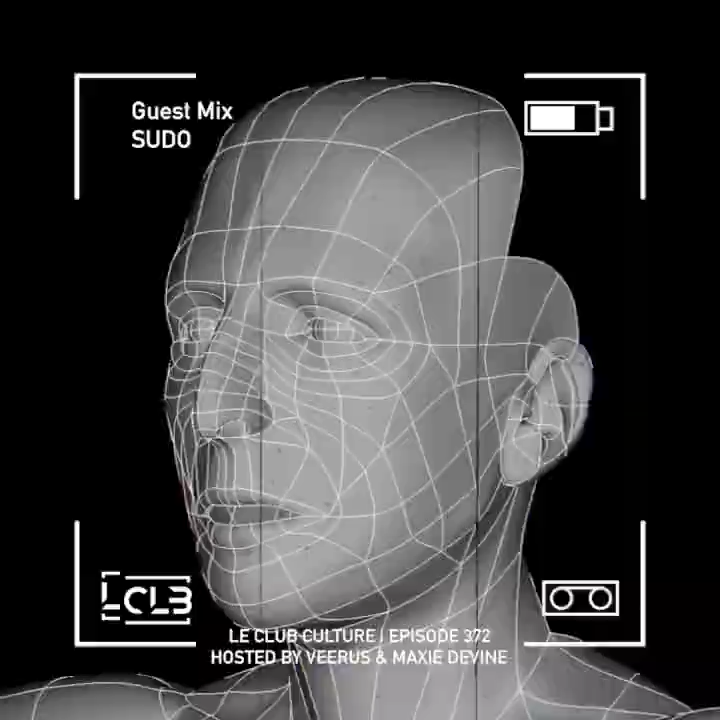 Guest Mix
SUDO
LCLB
LE CLUB CULTURE | EPISODE 372
HOSTED BY VEERUS & MAXIE DEVINE